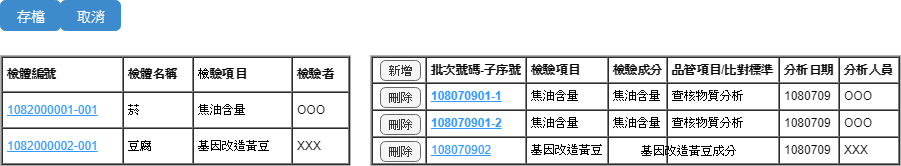 存檔 取消
檢體編號 檢體名稱 檢驗項目 檢驗者
1082000001-001 菸 焦油含量 OOO
1082000002-001 豆腐 基因改造黃豆 XXX
新增 批次號碼-子序號 檢驗項目 檢驗成分 品管項目/比對標準 分析日期 分析人員
刪除 108070901-1 焦油含量 焦油含量 查核物質分析 1080709 OOO
刪除 108070901-2 焦油含量 焦油含量 查核物質分析 1080709 OOO
刪除 108070902 基因改造黃豆 基因改造黃豆成分 1080709 XXX